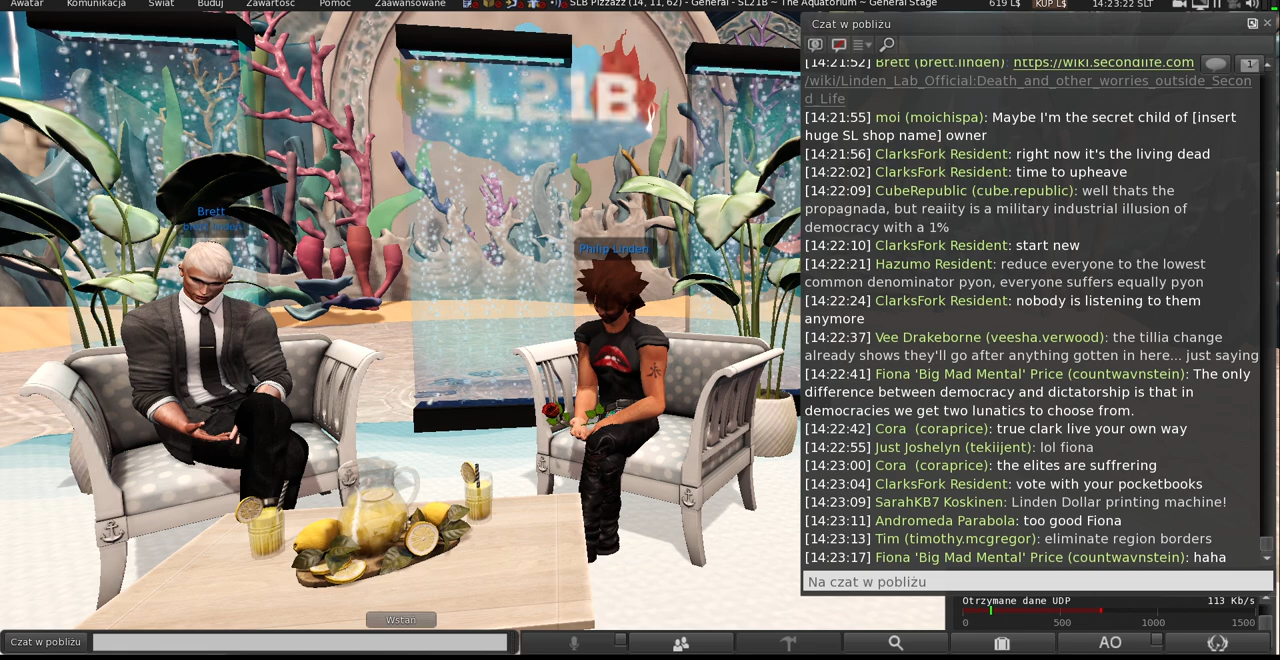 Awatar Komunikacja Świat Buduj Zawartość Pomoc Zaawansowane SLB Pizzazz (14, 11, 62) - General - SL21B ~ The Aquatorium ~ General Stage 619 L$ KUP L$ 14:23:22 SLT
Czat w pobliżu
SL21B
Brett
brett.linden
Philip Linden
[14:21:52] Brett (brett.linden) https://wiki.secondlife.com 1
/wiki/Linden_Lab_Official:Death_and_other_worries_outside_Secon
d_Life
[14:21:55] moi (moichispa): Maybe I'm the secret child of [insert
huge SL shop name] owner
[14:21:56] ClarksFork Resident: right now it's the living dead
[14:22:02] ClarksFork Resident: time to upheave
[14:22:09] CubeRepublic (cube.republic): well thats the
propagnada, but reaiity is a military industrial illusion of
democracy with a 1%
[14:22:10] ClarksFork Resident: start new
[14:22:21] Hazumo Resident: reduce everyone to the lowest
common denominator pyon, everyone suffers equally pyon
[14:22:24] ClarksFork Resident: nobody is listening to them
anymore
[14:22:37] Vee Drakeborne (veesha.verwood): the tillia change
already shows they'll go after anything gotten in here... just saying
[14:22:41] Fiona 'Big Mad Mental' Price (countwavnstein): The only
difference between democracy and dictatorship is that in
democracies we get two lunatics to choose from.
[14:22:42] Cora (coraprice): true clark live your own way
[14:22:55] Just Joshelyn (tekiijent): lol fiona
[14:23:00] Cora (coraprice): the elites are suffrering
[14:23:04] ClarksFork Resident: vote with your pocketbooks
[14:23:09] SarahKB7 Koskinen: Linden Dollar printing machine!
[14:23:11] Andromeda Parabola: too good Fiona
[14:23:13] Tim (timothy.mcgregor): eliminate region borders
[14:23:17] Fiona 'Big Mad Mental' Price (countwavnstein): haha
Na czat w pobliżu
Otrzymane dane UDP 113 Kb/s
0 500 1000 1500
Wstań
Czat w pobliżu
AO